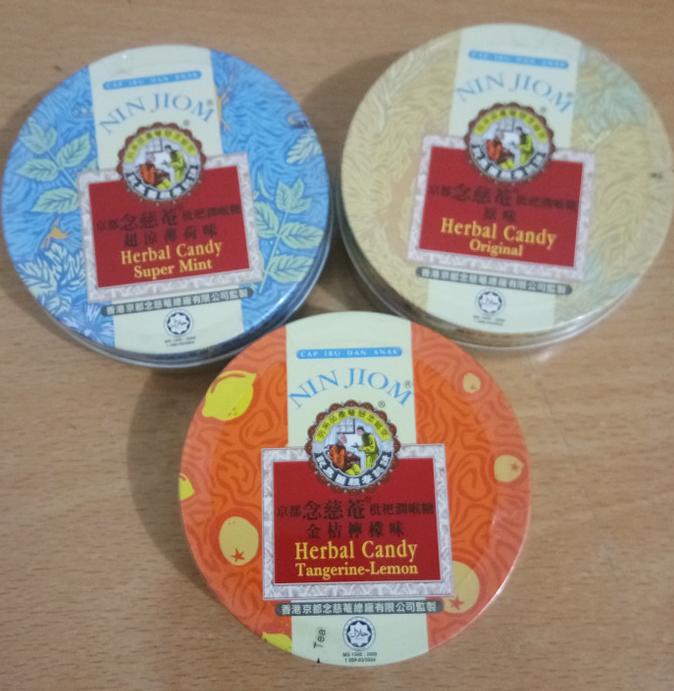 CAP IBU DAN ANAK
NIN JIOM®
京都念慈菴®枇杷潤喉糖
超涼薄荷味
Herbal Candy
Super Mint
香港京都念慈菴總廠有限公司監製
CAP IBU DAN ANAK
NIN JIOM®
京都念慈菴®枇杷潤喉糖
原味
Herbal Candy
Original
香港京都念慈菴總廠有限公司監製
CAP IBU DAN ANAK
NIN JIOM®
京都念慈菴®枇杷潤喉糖
金桔檸檬味
Herbal Candy
Tangerine-Lemon
香港京都念慈菴總廠有限公司監製
Tea